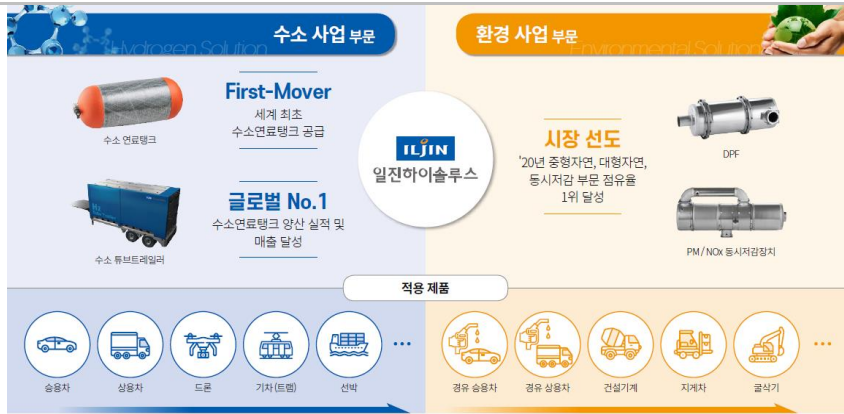 Hydrogen Solution
수소 사업 부문
환경 사업 부문
Environmental Solution
수소 연료탱크
First-Mover
세계 최초
수소연료탱크 공급
수소 튜브트레일러
글로벌 No.1
수소연료탱크 양산 실적 및
매출 달성
ILJIN
일진하이솔루스
시장 선도
'20년 중형자연, 대형자연,
동시저감 부문 점유율
1위 달성
DPF
PM / NOx 동시저감장치
적용 제품
승용차
상용차
드론
기차(트램)
선박
...
경유 승용차
경유 상용차
건설기계
지게차
굴삭기
...